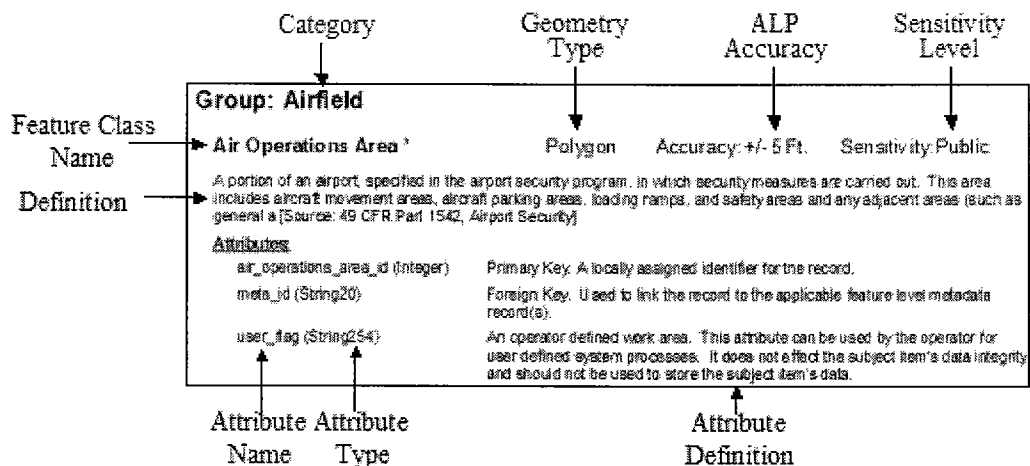 Category
Geometry Type
ALP Accuracy
Sensitivity Level
Group: Airfield
Feature Class Name
Air Operations Area * Polygon Accuracy: +/- 5 Ft. Sensitivity: Public
Definition
A portion of an airport, specified in the airport security program, in which security measures are carried out. This area
includes aircraft movement areas, aircraft parking areas, loading ramps, and safety areas and any adjacent areas (such as
general a [Source: 49 CFR Part 1542, Airport Security]
Attributes:
air_operations_area_id (Integer) Primary Key. A locally assigned identifier for the record.
meta_id (String20) Foreign Key. Used to link the record to the applicable feature level metadata
record(s).
user_flag (String254) An operator defined work area. This attribute can be used by the operator for
user defined system processes. It does not effect the subject item's data integrity
and should not be used to store the subject item's data.
Attribute Name
Attribute Type
Attribute Definition